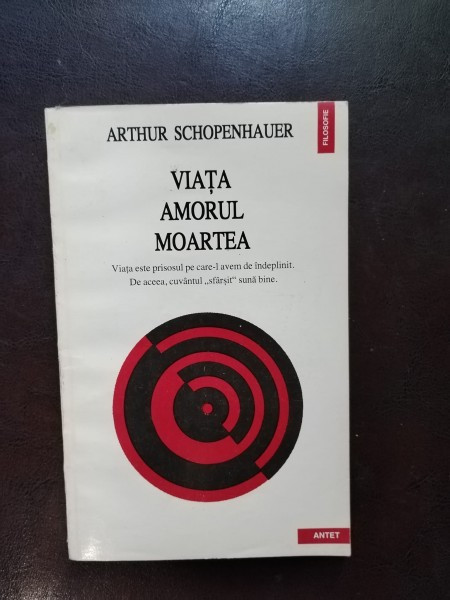 FILOSOFIE
ARTHUR SCHOPENHAUER
VIAȚA
AMORUL
MOARTEA
Viața este prisosul pe care-l avem de îndeplinit.
De aceea, cuvântul „sfârșit“ sună bine.
ANTET